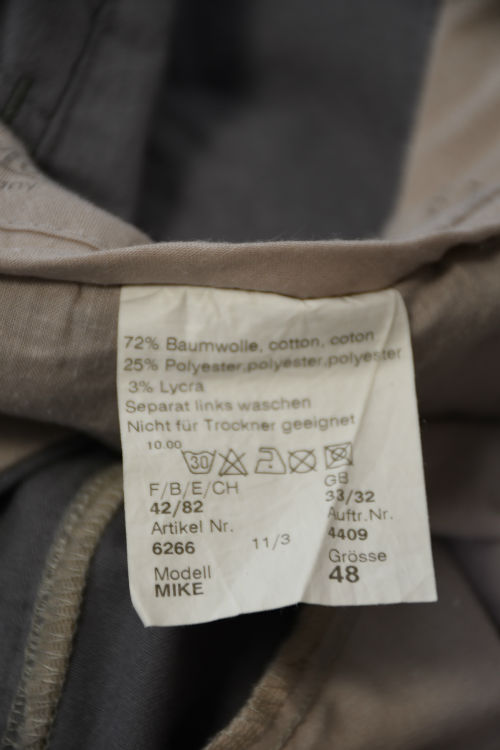 72% Baumwolle, cotton, coton
25% Polyester,polyester,polyester
3% Lycra
Separat links waschen
Nicht für Trockner geeignet
10.00
30
F/B/E/CH GB
42/82 33/32
Artikel Nr. Auftr.Nr.
6266 11/3 4409
Modell Grösse
MIKE 48